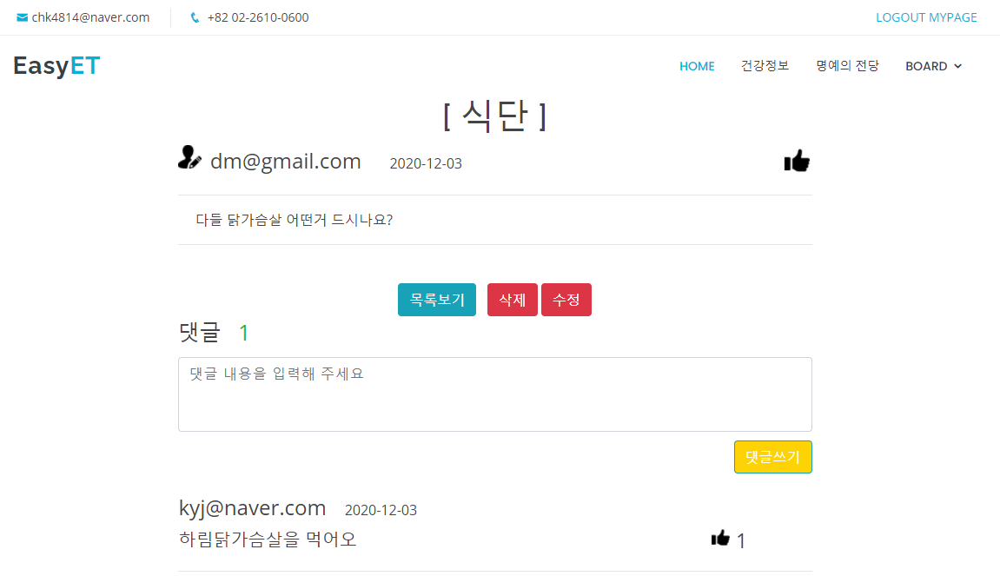 chk4814@naver.com +82 02-2610-0600 LOGOUT MYPAGE
EasyET HOME 건강정보 명예의 전당 BOARD
[ 식단 ]
dm@gmail.com 2020-12-03
다들 닭가슴살 어떤거 드시나요?
목록보기 삭제 수정
댓글 1
댓글 내용을 입력해 주세요
댓글쓰기
kyj@naver.com 2020-12-03
하림닭가슴살을 먹어오 1